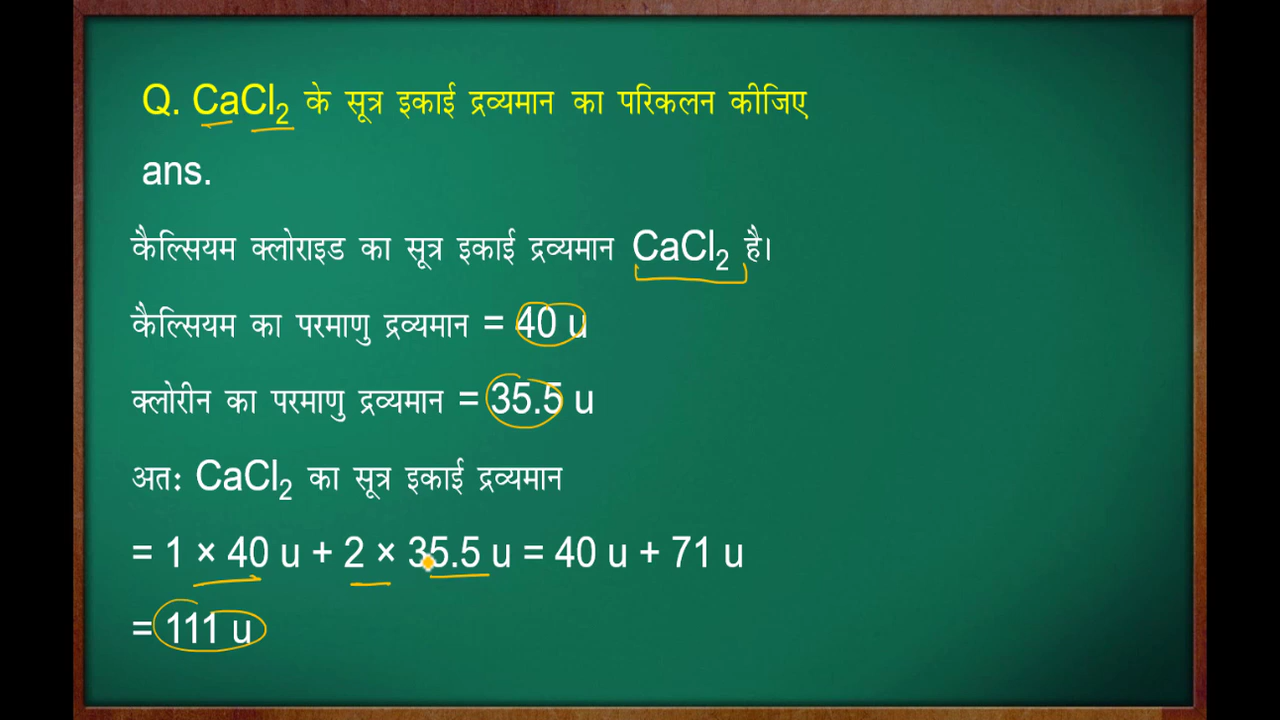 Q. CaCl₂ के सूत्र इकाई द्रव्यमान का परिकलन कीजिए
ans.
कैल्सियम क्लोराइड का सूत्र इकाई द्रव्यमान CaCl₂ है।
कैल्सियम का परमाणु द्रव्यमान = 40 u
क्लोरीन का परमाणु द्रव्यमान = 35.5 u
अतः CaCl₂ का सूत्र इकाई द्रव्यमान
= 1 × 40 u + 2 × 35.5 u = 40 u + 71 u
= 111 u